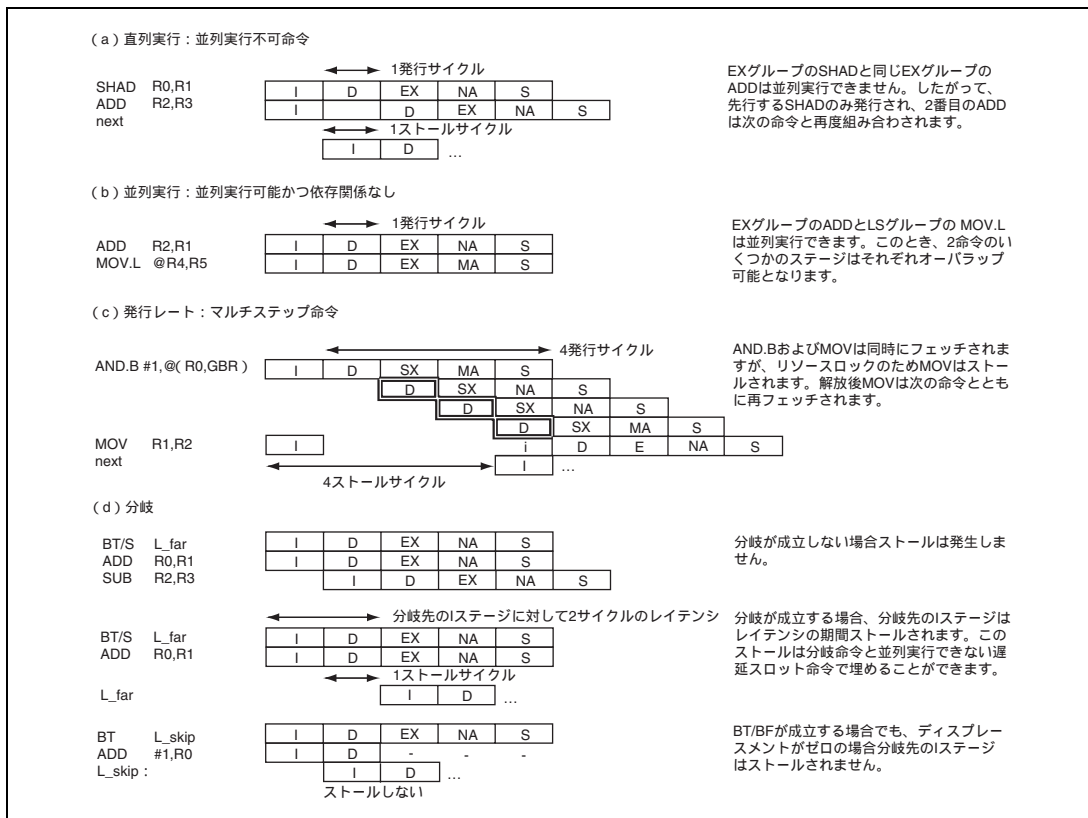 (a) 直列実行：並列実行不可命令
1発行サイクル
SHAD R0,R1 I D EX NA S
ADD R2,R3 I D EX NA S
next
1ストールサイクル
I D ...
EXグループのSHADと同じEXグループの
ADDは並列実行できません。したがって、
先行するSHADのみ発行され、2番目のADD
は次の命令と再度組み合わされます。
(b) 並列実行：並列実行可能かつ依存関係なし
1発行サイクル
ADD R2,R1 I D EX NA S
MOV.L @R4,R5 I D EX MA S
EXグループのADDとLSグループの MOV.L
は並列実行できます。このとき、2命令のい
くつかのステージはそれぞれオーバラップ
可能となります。
(c) 発行レート：マルチステップ命令
4発行サイクル
AND.B #1,@(R0,GBR) I D SX MA S
D SX NA S
D SX NA S
D SX MA S
MOV R1,R2 I i D E NA S
next I ...
4ストールサイクル
AND.BおよびMOVは同時にフェッチされま
すが、リソースロックのためMOVはストー
ルされます。解放後MOVは次の命令ととも
に再フェッチされます。
(d) 分岐
BT/S L_far I D EX NA S
ADD R0,R1 I D EX NA S
SUB R2,R3 I D EX NA S
分岐が成立しない場合ストールは発生しま
せん。
分岐先のIステージに対して2サイクルのレイテンシ
BT/S L_far I D EX NA S
ADD R0,R1 I D EX NA S
1ストールサイクル
L_far I D ...
分岐が成立する場合、分岐先のIステージは
レイテンシの期間ストールされます。この
ストールは分岐命令と並列実行できない遅
延スロット命令で埋めることができます。
BT L_skip I D EX NA S
ADD #1,R0 I D - - -
L_skip : I D ...
ストールしない
BT/BFが成立する場合でも、ディスプレー
スメントがゼロの場合分岐先のIステージ
はストールされません。